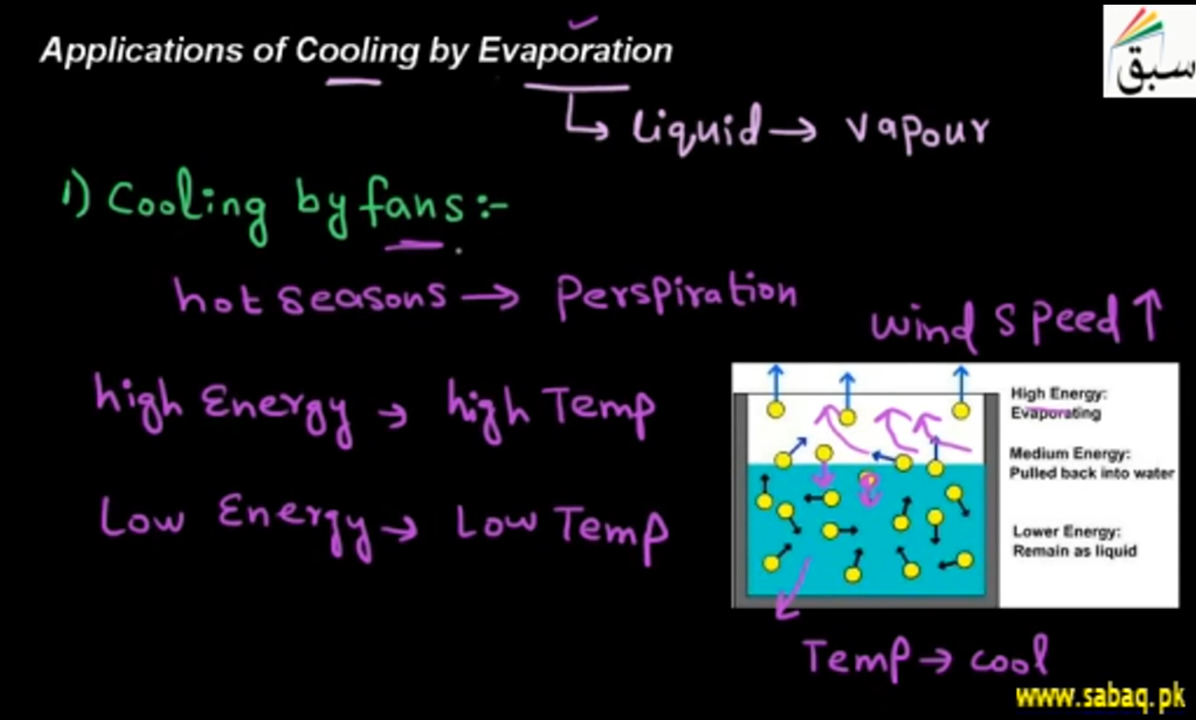 Applications of Cooling by Evaporation
سبق
Liquid → vapour
1) Cooling by fans :-
hot seasons → Perspiration
wind speed ↑
high Energy → high Temp
Low Energy → Low Temp
High Energy:
Evaporating
Medium Energy:
Pulled back into water
Lower Energy:
Remain as liquid
Temp → cool
www.sabaq.pk